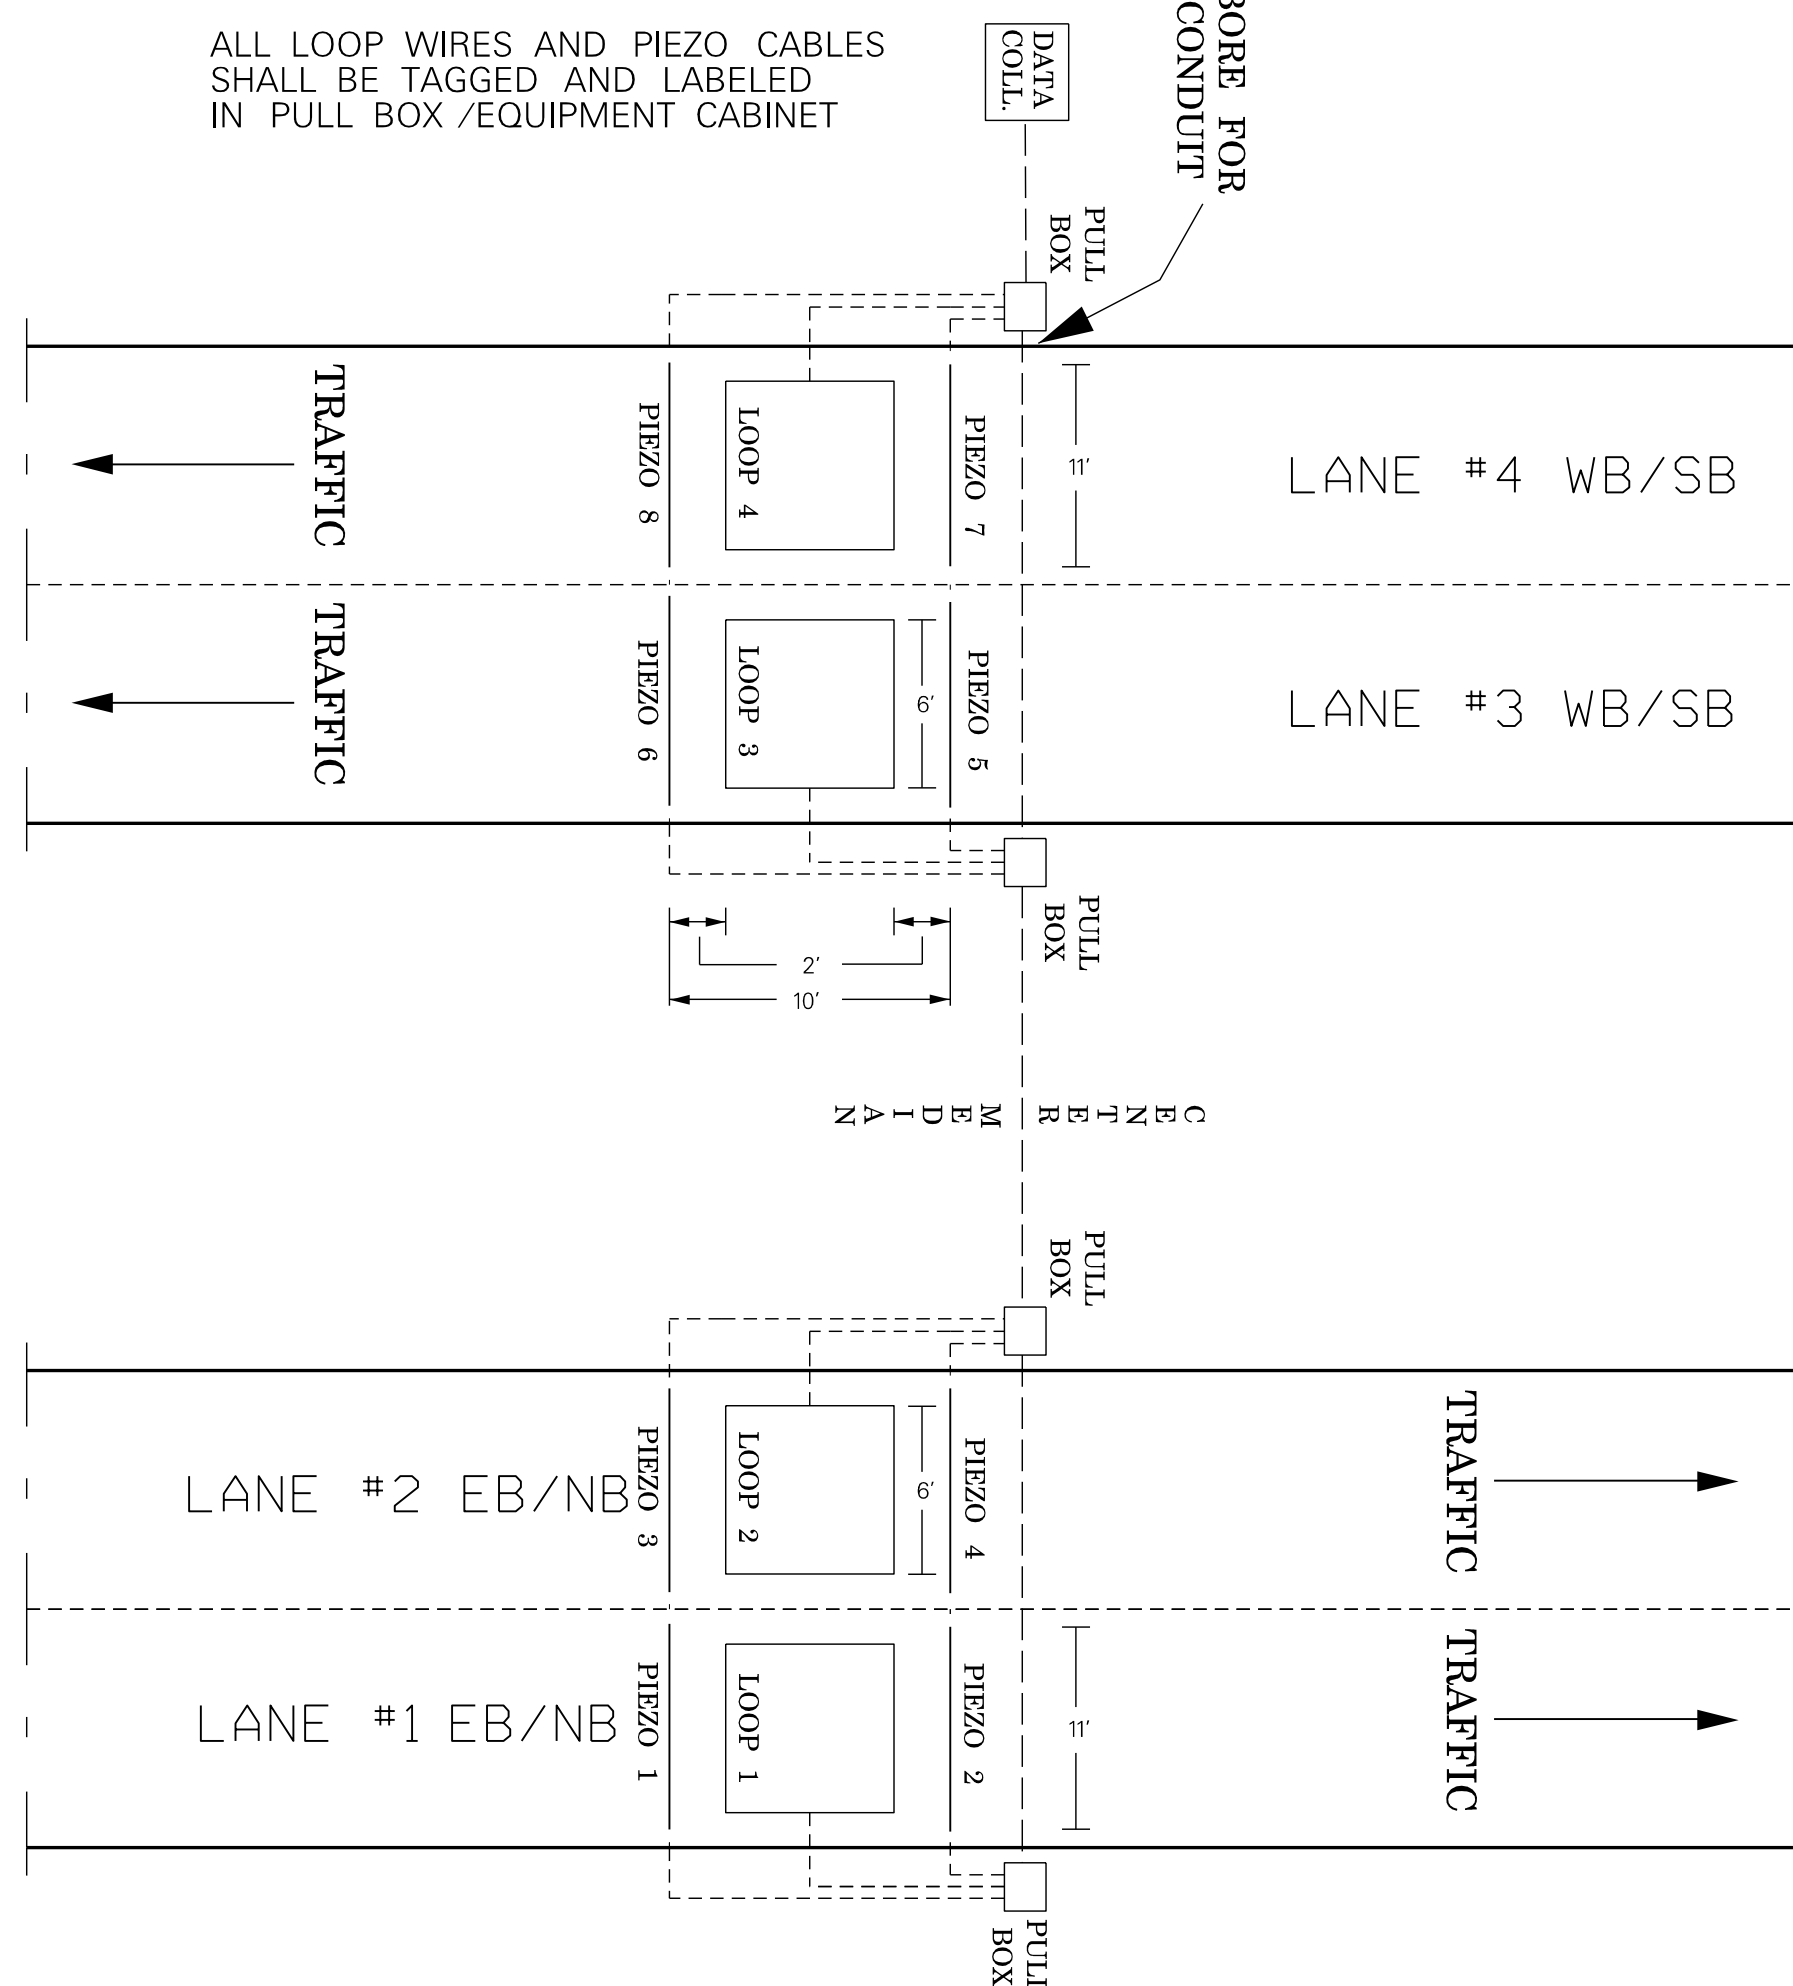 ALL LOOP WIRES AND PIEZO CABLES
SHALL BE TAGGED AND LABELED
IN PULL BOX /EQUIPMENT CABINET
DATA
COLL.
BORE FOR
CONDUIT
PULL
BOX
TRAFFIC
PIEZO 8
LOOP 4
PIEZO 7
11'
LANE #4 WB/SB
TRAFFIC
PIEZO 6
LOOP 3
6'
PIEZO 5
LANE #3 WB/SB
PULL
BOX
2'
10'
CENTER MEDIAN
PULL
BOX
LANE #2 EB/NB
PIEZO 3
LOOP 2
6'
PIEZO 4
TRAFFIC
LANE #1 EB/NB
PIEZO 1
LOOP 1
PIEZO 2
11'
TRAFFIC
PULL
BOX